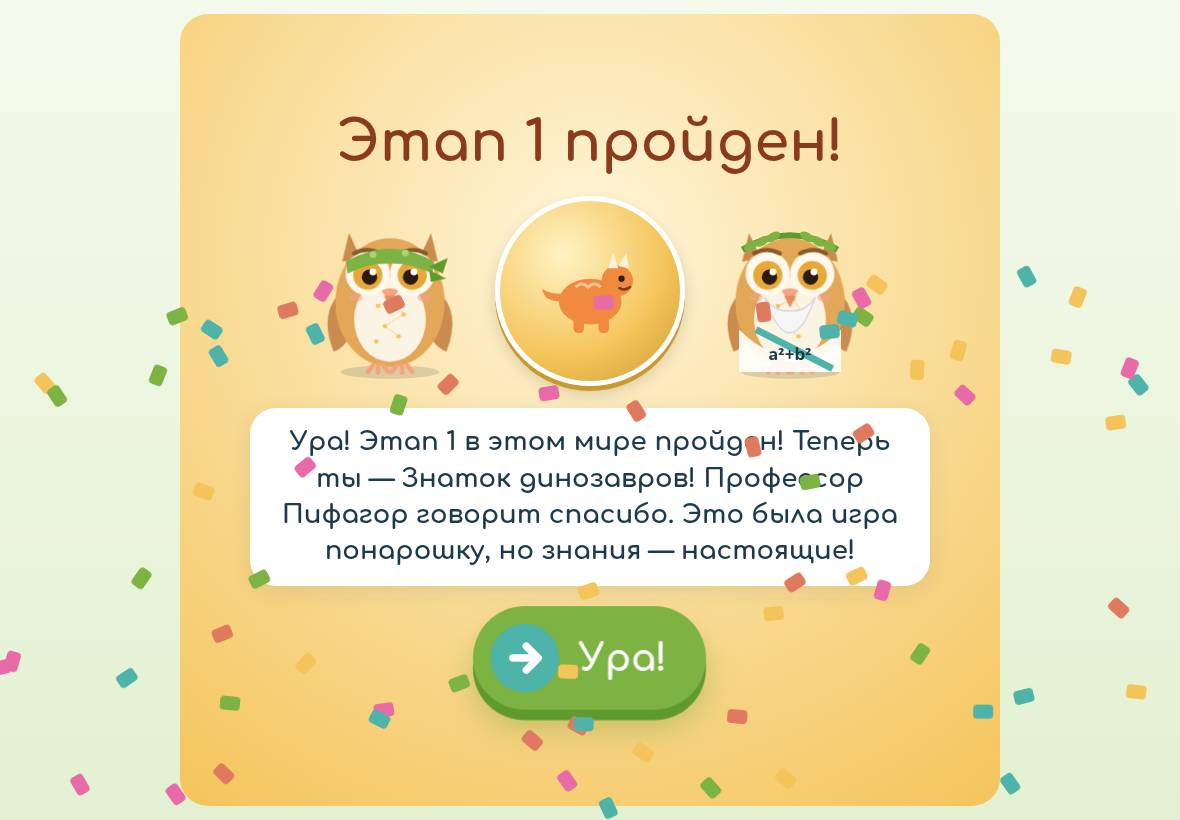 Этап 1 пройден!
a²+b²
Ура! Этап 1 в этом мире пройден! Теперь
ты — Знаток динозавров! Профессор
Пифагор говорит спасибо. Это была игра
понарошку, но знания — настоящие!
Ура!